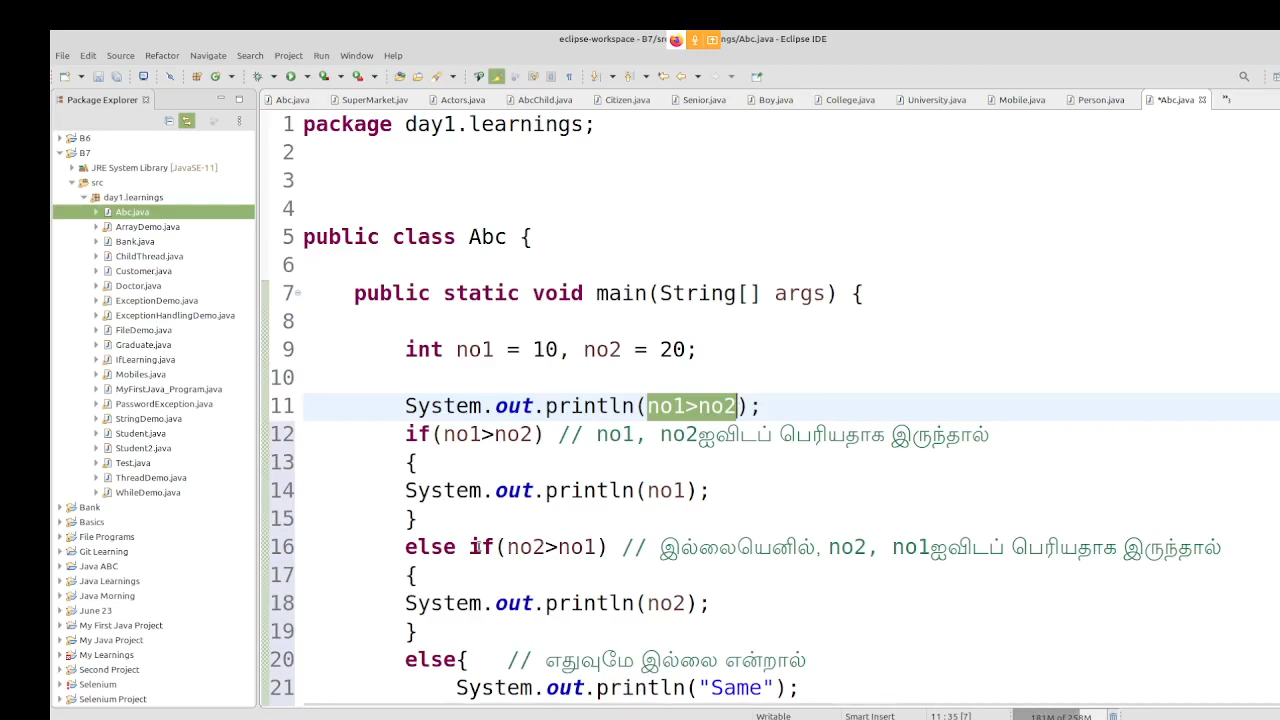 eclipse-workspace - B7/src ngs/Abc.java - Eclipse IDE
File Edit Source Refactor Navigate Search Project Run Window Help
Package Explorer
Abc.java SuperMarket.jav Actors.java AbcChild.java Citizen.java Senior.java Boy.java College.java University.java Mobile.java Person.java *Abc.java
B6
B7
JRE System Library [JavaSE-11]
src
day1.learnings
Abc.java
ArrayDemo.java
Bank.java
ChildThread.java
Customer.java
Doctor.java
ExceptionDemo.java
ExceptionHandlingDemo.java
FileDemo.java
Graduate.java
IfLearning.java
Mobiles.java
MyFirstJava_Program.java
PasswordException.java
StringDemo.java
Student.java
Student2.java
Test.java
ThreadDemo.java
WhileDemo.java
Bank
Basics
File Programs
Git Learning
Java ABC
Java Learnings
Java Morning
June 23
My First Java Project
My Java Project
My Learnings
Second Project
Selenium
Selenium Project
1 package day1.learnings;
2
3
4
5 public class Abc {
6
7 public static void main(String[] args) {
8
9 int no1 = 10, no2 = 20;
10
11 System.out.println(no1>no2);
12 if(no1>no2) // no1, no2ஐவிடப் பெரியதாக இருந்தால்
13 {
14 System.out.println(no1);
15 }
16 else if(no2>no1) // இல்லையெனில், no2, no1ஐவிடப் பெரியதாக இருந்தால்
17 {
18 System.out.println(no2);
19 }
20 else{ // எதுவுமே இல்லை என்றால்
21 System.out.println("Same");
Writable Smart Insert 11:35 [7] 181M of 258M